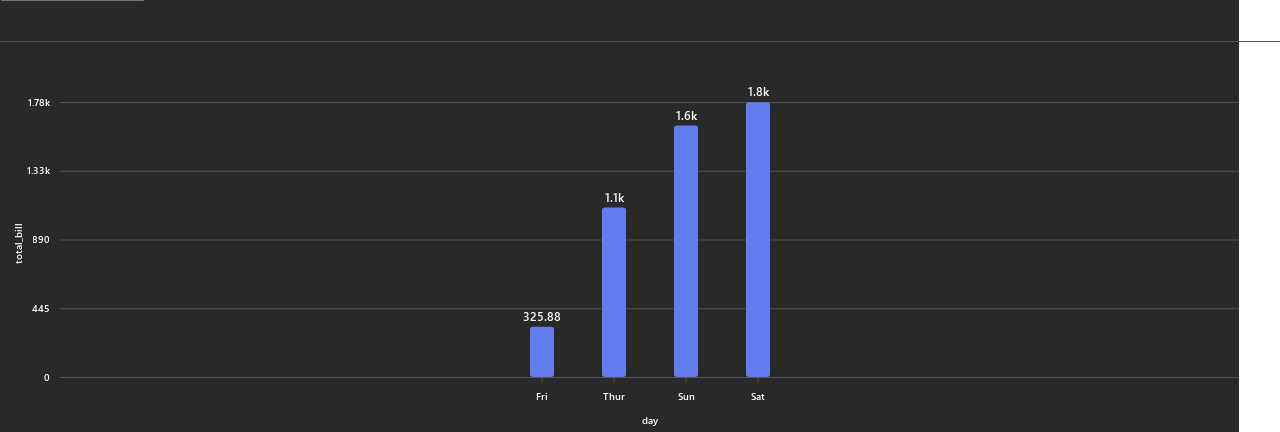 1.8k
1.78k
1.6k
1.33k
1.1k
890
total_bill
445
325.88
0
Fri Thur Sun Sat
day